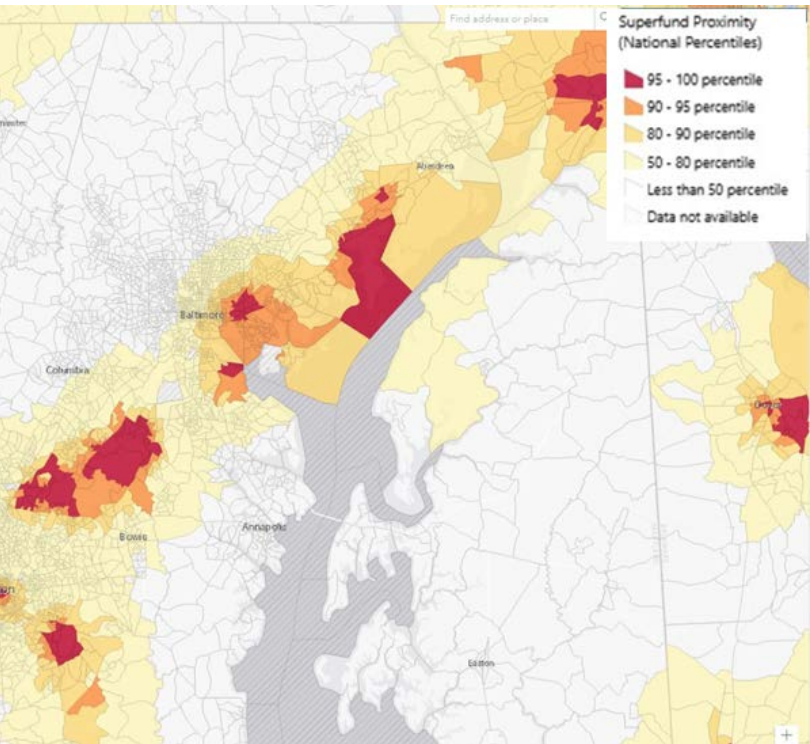 Find address or place
Superfund Proximity
(National Percentiles)
95 - 100 percentile
90 - 95 percentile
80 - 90 percentile
50 - 80 percentile
Less than 50 percentile
Data not available
Aberdeen
Baltimore
Columbia
Dover
Annapolis
Bowie
Easton